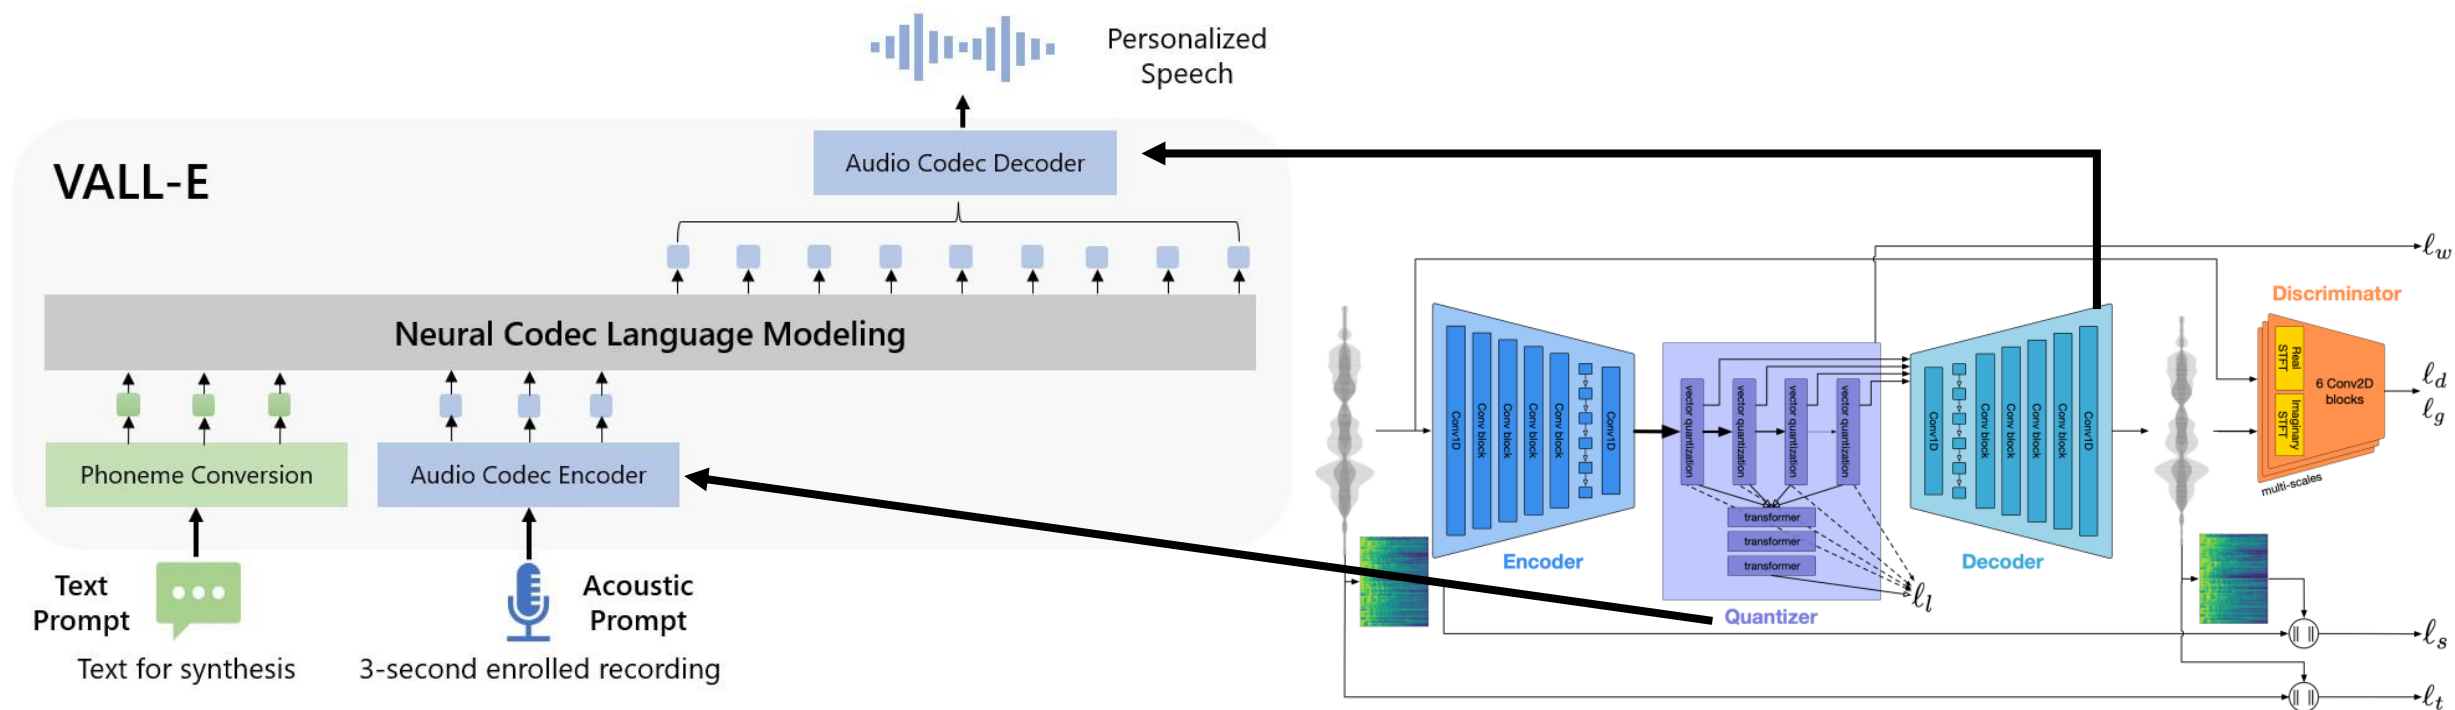 Personalized
Speech
Audio Codec Decoder
VALL-E
Neural Codec Language Modeling
Phoneme Conversion
Audio Codec Encoder
Text
Prompt
Acoustic
Prompt
Text for synthesis
3-second enrolled recording
Conv1D
Conv block
Conv block
Conv block
Conv block
Conv1D
Encoder
vector quantization
vector quantization
vector quantization
vector quantization
transformer
transformer
transformer
Quantizer
ℓl
Conv1D
Conv block
Conv block
Conv block
Conv block
Conv1D
Decoder
Discriminator
Real
STFT
Imaginary
STFT
6 Conv2D
blocks
multi-scales
ℓw
ℓd
ℓg
ℓs
ℓt